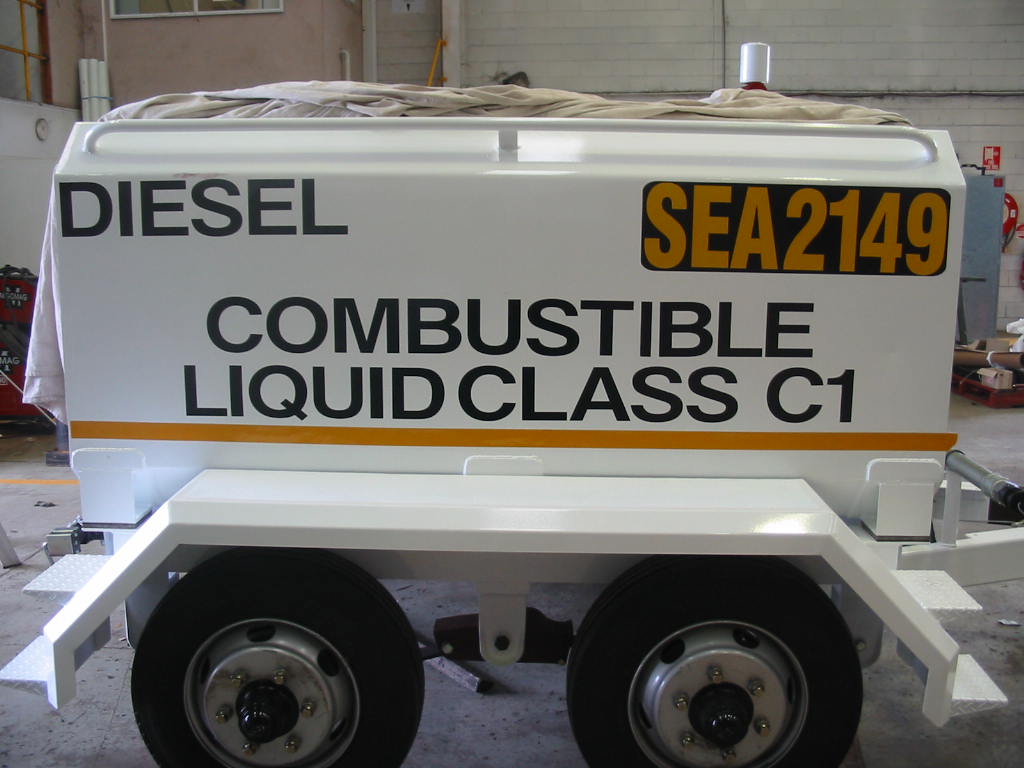 DIESEL
SEA2149
COMBUSTIBLE
LIQUID CLASS C1